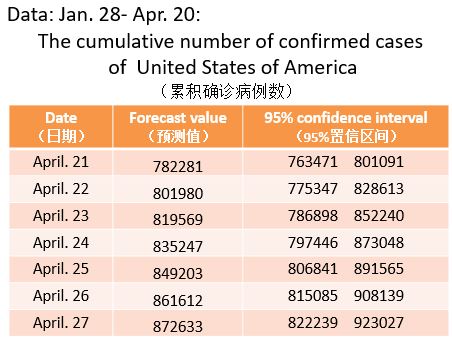 Data: Jan. 28- Apr. 20:
The cumulative number of confirmed cases
of United States of America
（累积确诊病例数）
Date Forecast value 95% confidence interval
（日期） （预测值） （95%置信区间）
April. 21 782281 763471 801091
April. 22 801980 775347 828613
April. 23 819569 786898 852240
April. 24 835247 797446 873048
April. 25 849203 806841 891565
April. 26 861612 815085 908139
April. 27 872633 822239 923027